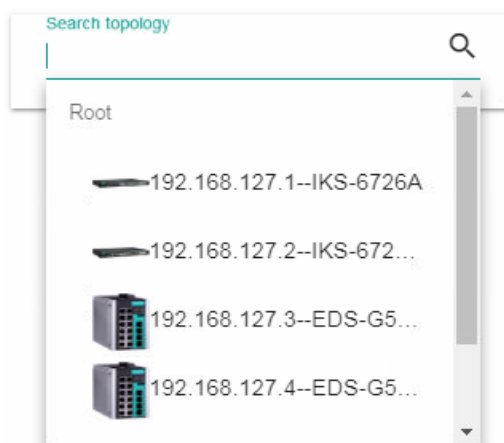 Search topology
Root
192.168.127.1--IKS-6726A
192.168.127.2--IKS-672...
192.168.127.3--EDS-G5...
192.168.127.4--EDS-G5...